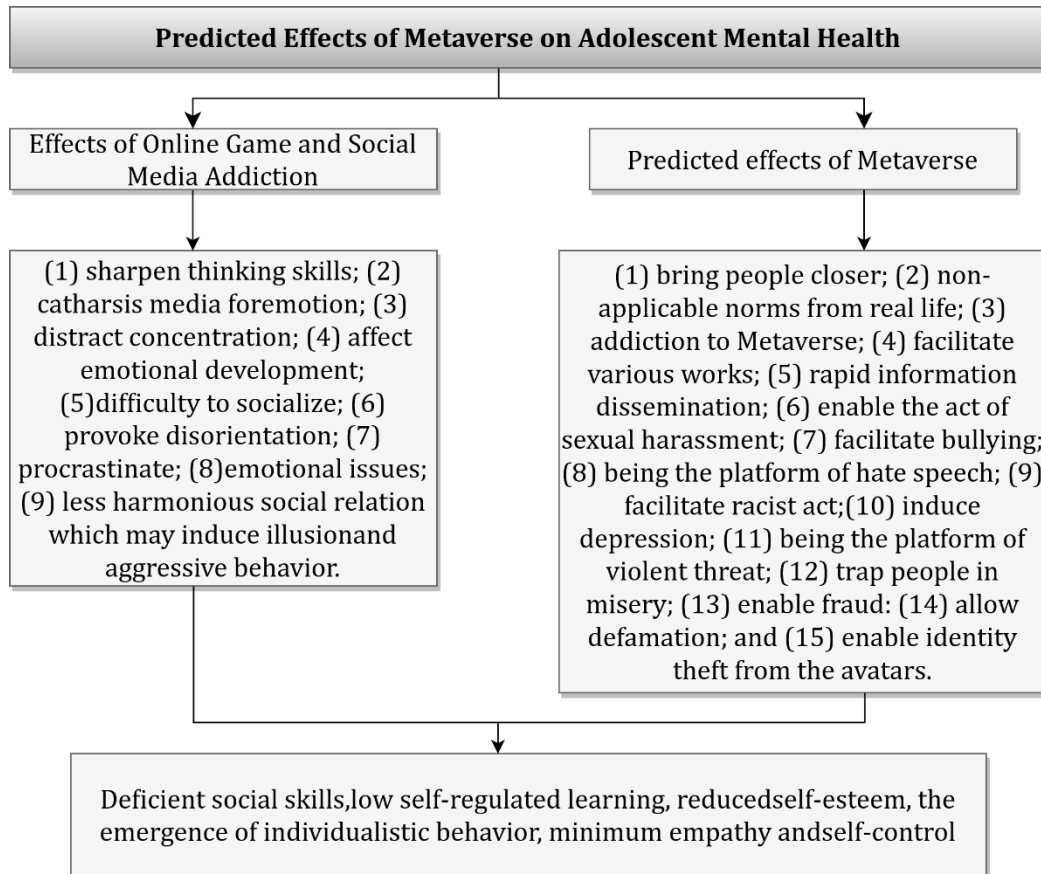 Predicted Effects of Metaverse on Adolescent Mental Health
Effects of Online Game and Social
Media Addiction
(1) sharpen thinking skills; (2)
catharsis media foremotion; (3)
distract concentration; (4) affect
emotional development;
(5)difficulty to socialize; (6)
provoke disorientation; (7)
procrastinate; (8)emotional issues;
(9) less harmonious social relation
which may induce illusionand
aggressive behavior.
Predicted effects of Metaverse
(1) bring people closer; (2) non-
applicable norms from real life; (3)
addiction to Metaverse; (4) facilitate
various works; (5) rapid information
dissemination; (6) enable the act of
sexual harassment; (7) facilitate bullying;
(8) being the platform of hate speech; (9)
facilitate racist act;(10) induce
depression; (11) being the platform of
violent threat; (12) trap people in
misery; (13) enable fraud: (14) allow
defamation; and (15) enable identity
theft from the avatars.
Deficient social skills,low self-regulated learning, reducedself-esteem, the
emergence of individualistic behavior, minimum empathy andself-control